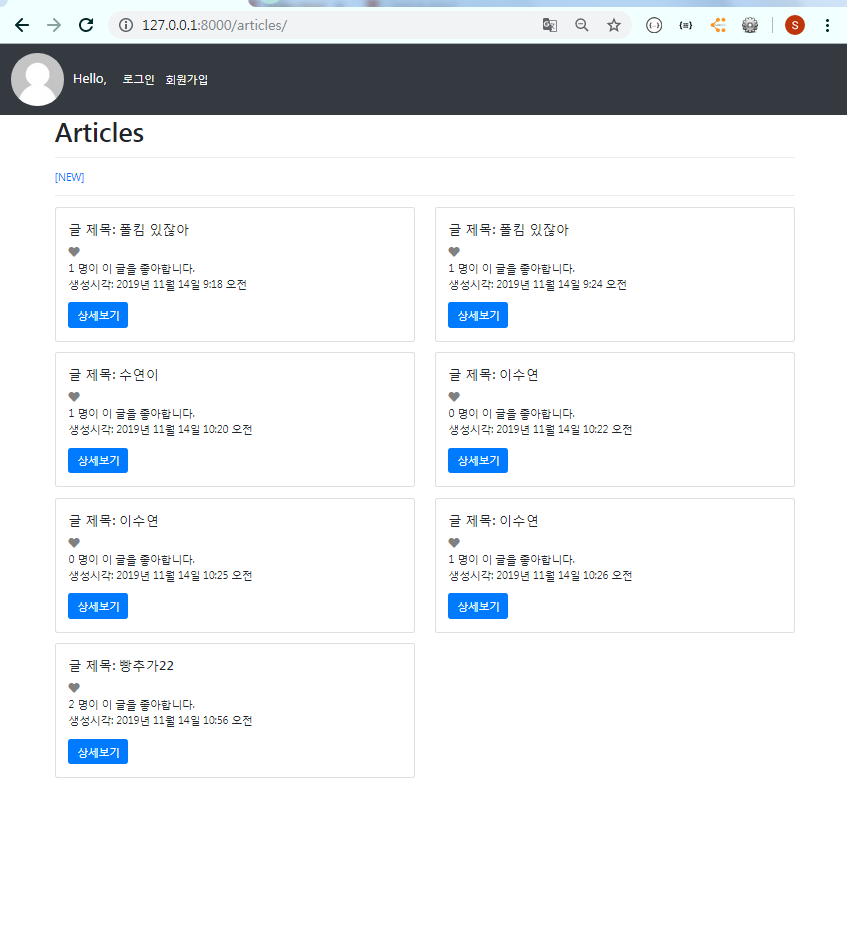 127.0.0.1:8000/articles/
S
Hello, 로그인 회원가입
Articles
[NEW]
글 제목: 폴킴 있잖아
1 명이 이 글을 좋아합니다.
생성시각: 2019년 11월 14일 9:18 오전
상세보기
글 제목: 폴킴 있잖아
1 명이 이 글을 좋아합니다.
생성시각: 2019년 11월 14일 9:24 오전
상세보기
글 제목: 수연이
1 명이 이 글을 좋아합니다.
생성시각: 2019년 11월 14일 10:20 오전
상세보기
글 제목: 이수연
0 명이 이 글을 좋아합니다.
생성시각: 2019년 11월 14일 10:22 오전
상세보기
글 제목: 이수연
0 명이 이 글을 좋아합니다.
생성시각: 2019년 11월 14일 10:25 오전
상세보기
글 제목: 이수연
1 명이 이 글을 좋아합니다.
생성시각: 2019년 11월 14일 10:26 오전
상세보기
글 제목: 빵추가22
2 명이 이 글을 좋아합니다.
생성시각: 2019년 11월 14일 10:56 오전
상세보기